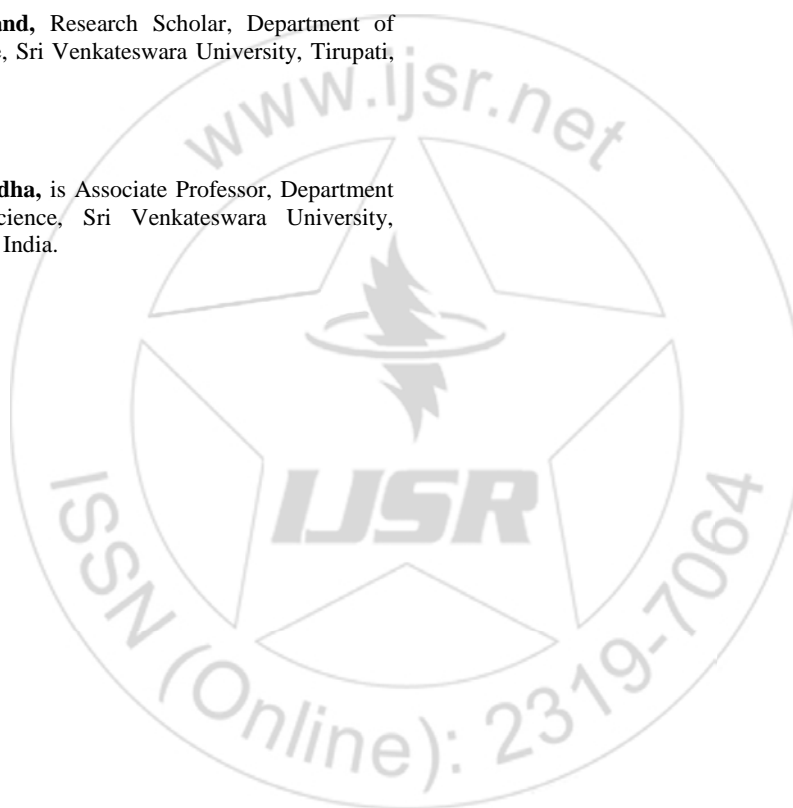 and, Research Scholar, Department of
, Sri Venkateswara University, Tirupati,
dha, is Associate Professor, Department
cience, Sri Venkateswara University,
India.
www.ijsr.net
IJSR
ISSN (Online): 2319-7064